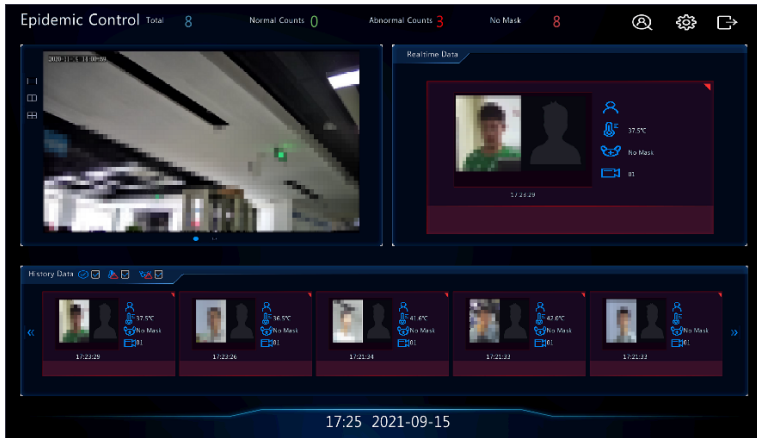 Epidemic Control Total 8 Normal Counts 0 Abnormal Counts 3 No Mask 8
Realtime Data
37.5℃
No Mask
01
17:23:29
History Data
37.5℃ 36.5℃ 41.6℃ 42.0℃
No Mask No Mask No Mask No Mask No Mask
01 01 01 01 01
17:23:29 17:23:26 17:21:34 17:21:33 17:21:33
17:25 2021-09-15